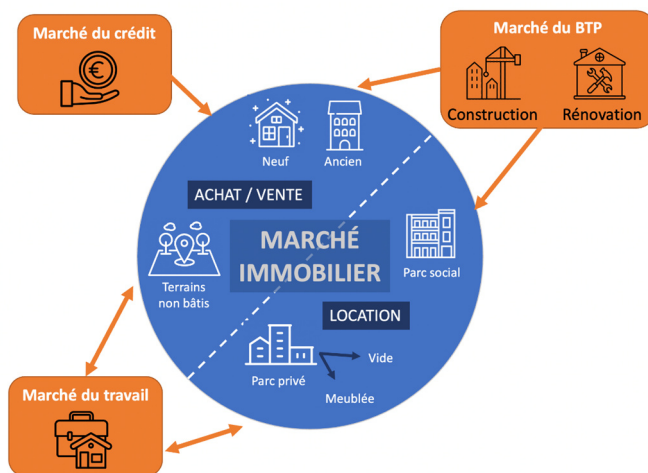 Marché du crédit
Marché du BTP
Construction
Rénovation
Neuf
Ancien
ACHAT / VENTE
MARCHÉ
IMMOBILIER
Terrains
non bâtis
Parc social
LOCATION
Parc privé
Vide
Meublée
Marché du travail